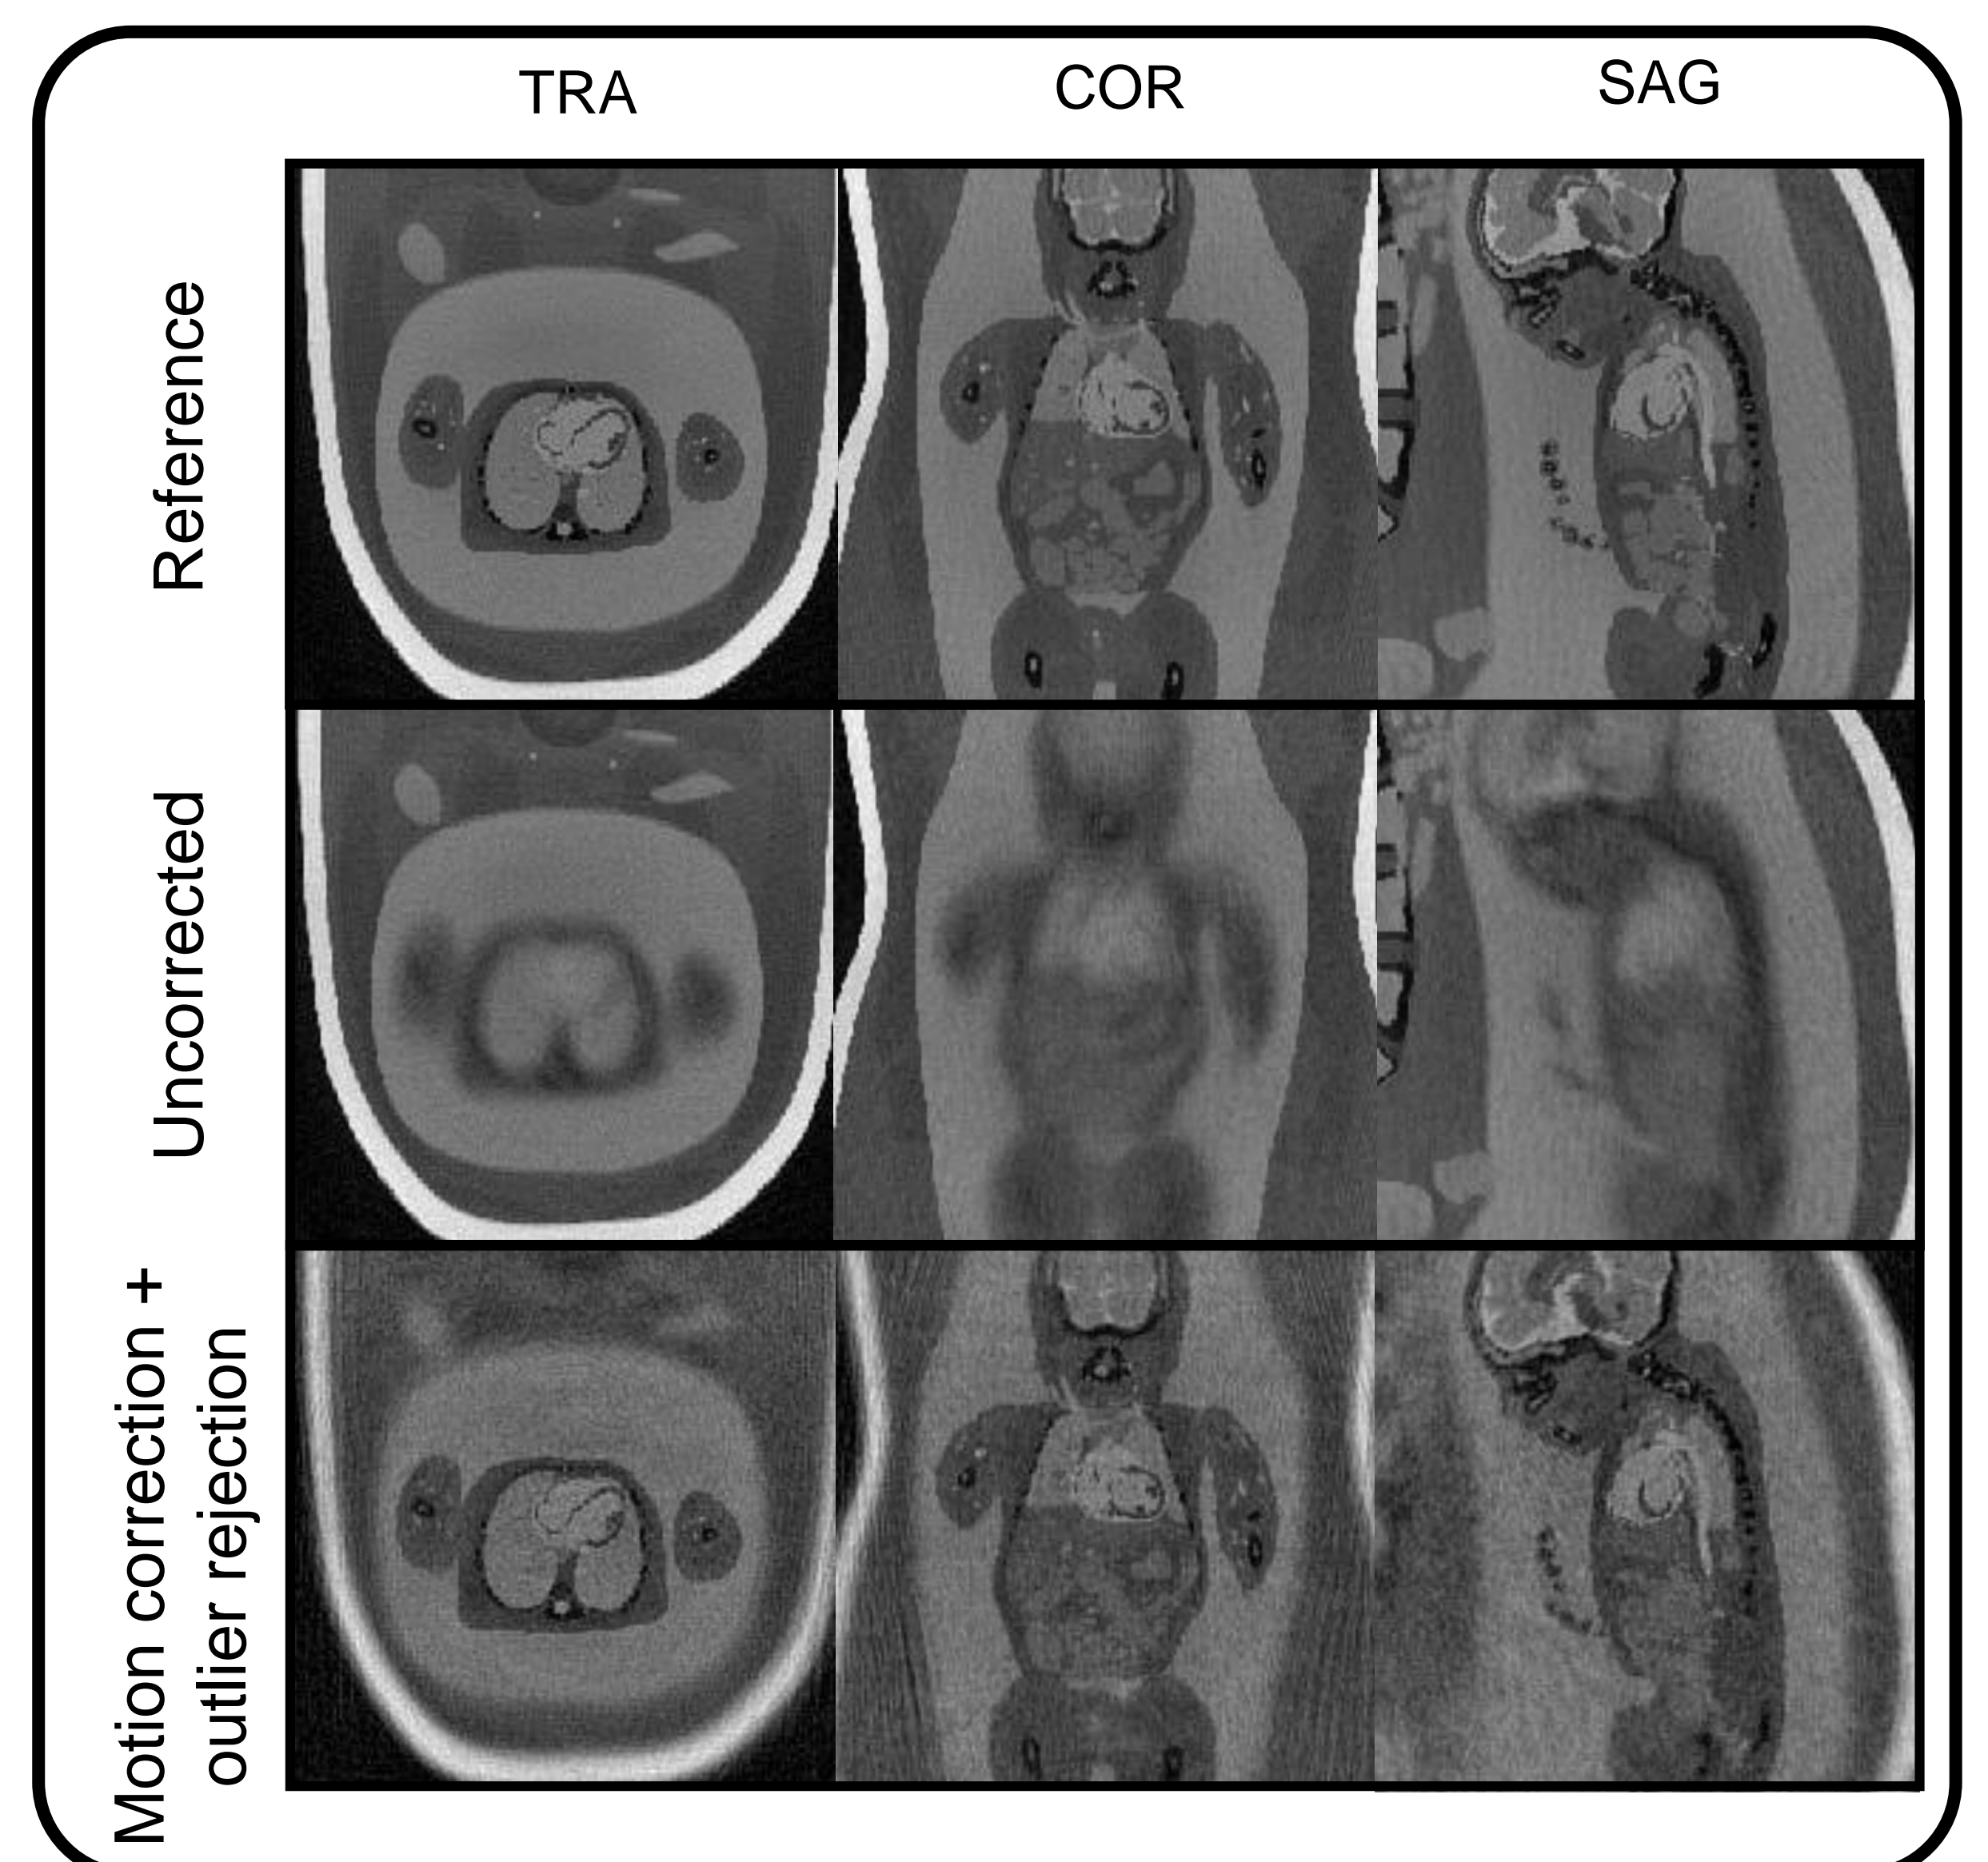 TRA
COR
SAG
Reference
Uncorrected
Motion correction +
outlier rejection